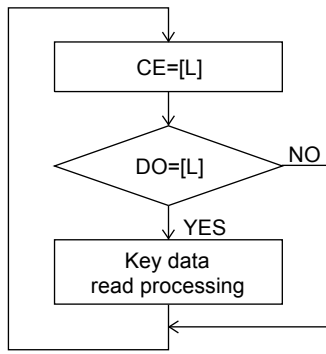 CE=[L]
DO=[L]
NO
YES
Key data
read processing